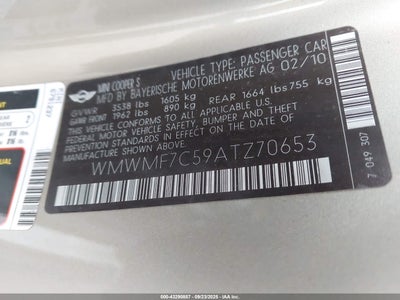 MINI COOPER S VEHICLE TYPE: PASSENGER CAR
MFD BY BAYERISCHE MOTORENWERKE AG 02/10
GVWR 3538 lbs 1605 kg
GAWR FRONT 1962 lbs 890 kg REAR 1664 lbs 755 kg
THIS VEHICLE CONFORMS TO ALL APPLICABLE
FEDERAL MOTOR VEHICLE SAFETY, BUMPER AND
THEFT PREVENTION STANDARDS IN EFFECT ON THE
DATE OF MANUFACTURE SHOWN ABOVE
WMWMF7C59ATZ70653
7 049 307
500-43290887 - 09/23/2025 - IAAI